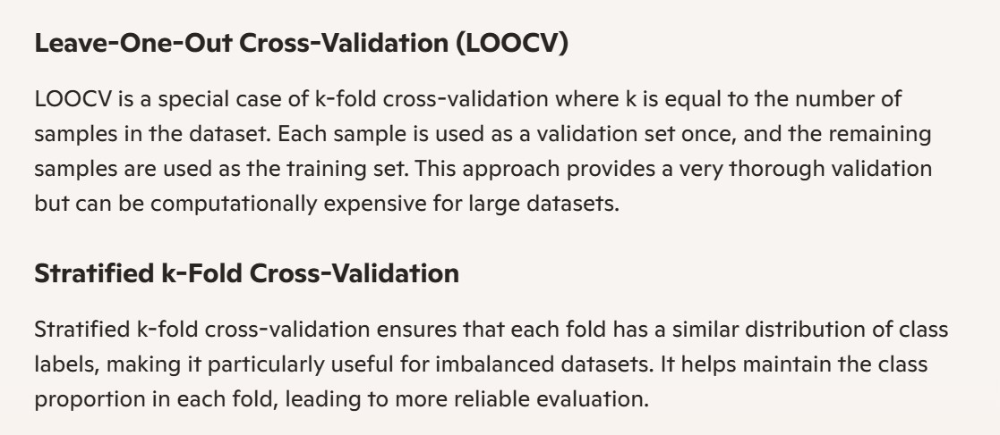 Leave-One-Out Cross-Validation (LOOCV)
LOOCV is a special case of k-fold cross-validation where k is equal to the number of
samples in the dataset. Each sample is used as a validation set once, and the remaining
samples are used as the training set. This approach provides a very thorough validation
but can be computationally expensive for large datasets.
Stratified k-Fold Cross-Validation
Stratified k-fold cross-validation ensures that each fold has a similar distribution of class
labels, making it particularly useful for imbalanced datasets. It helps maintain the class
proportion in each fold, leading to more reliable evaluation.